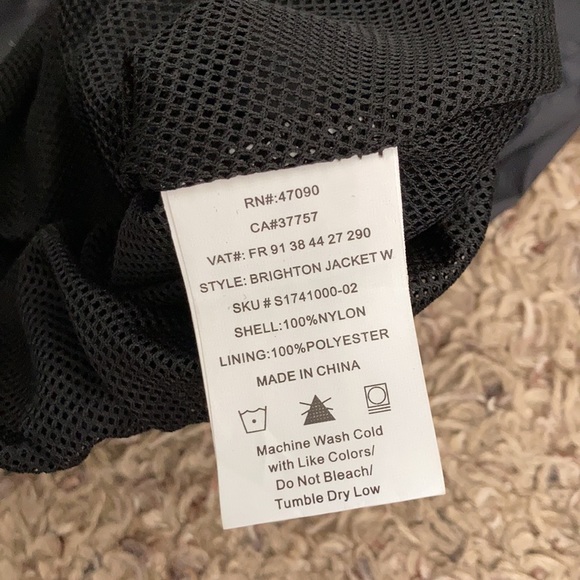 RN#:47090
CA#37757
VAT#: FR 91 38 44 27 290
STYLE: BRIGHTON JACKET W
SKU # S1741000-02
SHELL:100%NYLON
LINING:100%POLYESTER
MADE IN CHINA
Machine Wash Cold
with Like Colors/
Do Not Bleach/
Tumble Dry Low